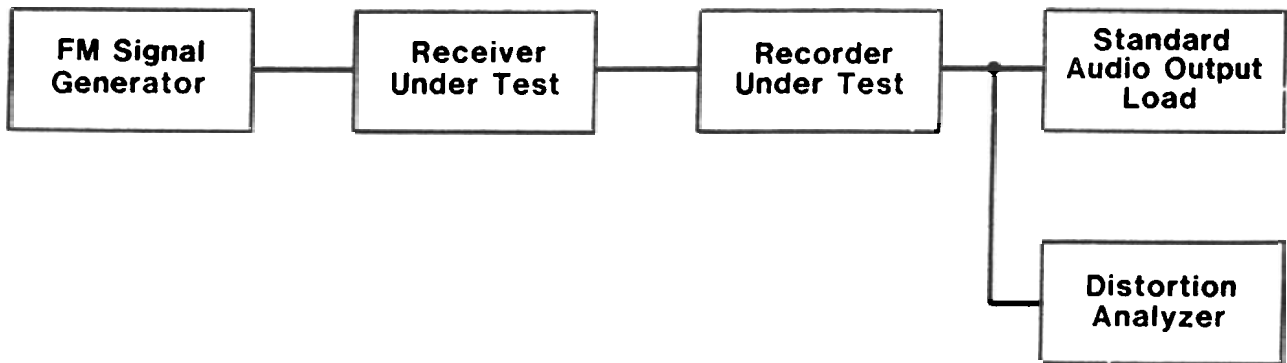 FM Signal
Generator
Receiver
Under Test
Recorder
Under Test
Standard
Audio Output
Load
Distortion
Analyzer